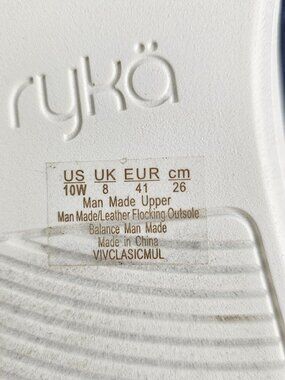 rykä
US UK EUR cm
10W 8 41 26
Man Made Upper
Man Made/Leather Flocking Outsole
Balance Man Made
Made in China
VIVCLASICMUL